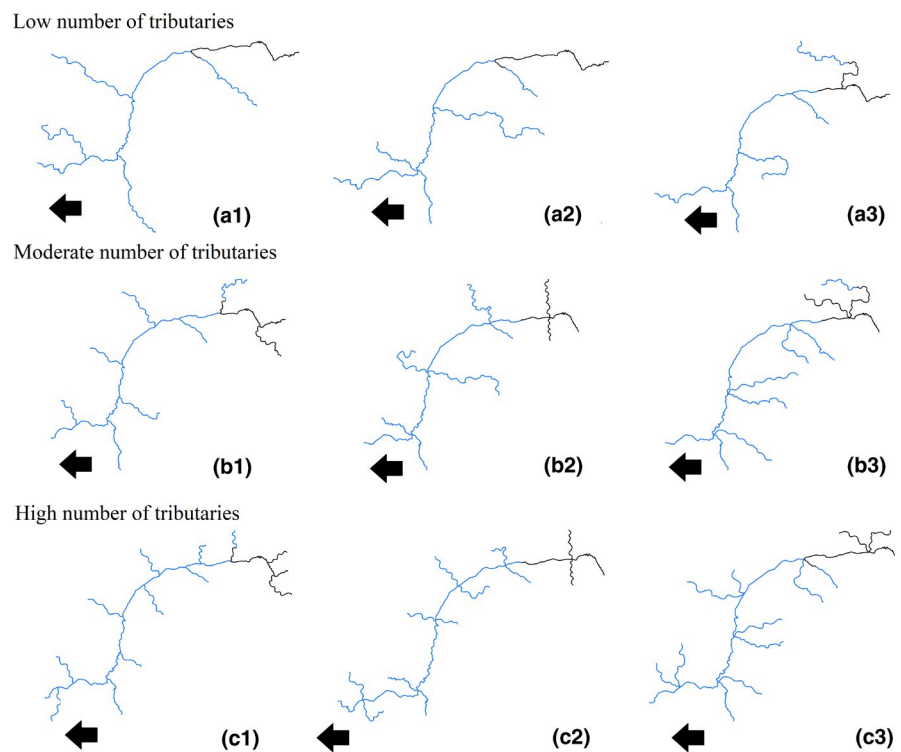 Low number of tributaries
(a1) (a2) (a3)
Moderate number of tributaries
(b1) (b2) (b3)
High number of tributaries
(c1) (c2) (c3)